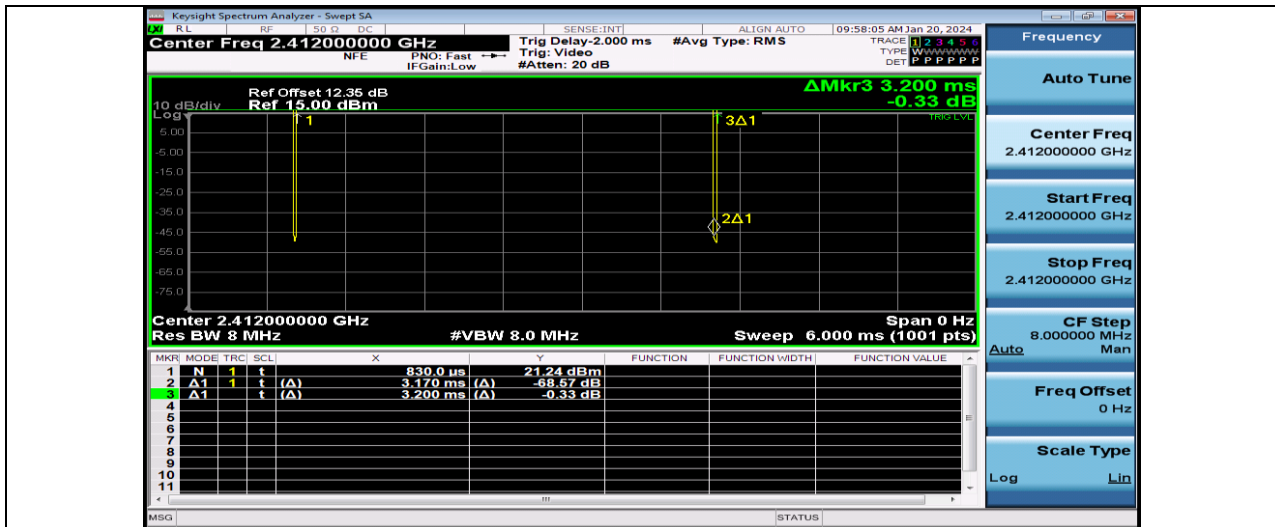 Keysight Spectrum Analyzer - Swept SA
LXI RL RF 50 Ω DC SENSE:INT ALIGN AUTO 09:58:05 AM Jan 20, 2024
Center Freq 2.412000000 GHz Trig Delay-2.000 ms #Avg Type: RMS TRACE 1 2 3 4 5 6
NFE PNO: Fast Trig: Video TYPE WWWWWW
IFGain:Low #Atten: 20 dB DET P P P P P P
ΔMkr3 3.200 ms
-0.33 dB
Ref Offset 12.35 dB
10 dB/div Ref 15.00 dBm
Log
1
3Δ1
TRIG LVL
5.00
-5.00
-15.0
-25.0
-35.0
2Δ1
-45.0
-55.0
-65.0
-75.0
Center 2.412000000 GHz Span 0 Hz
Res BW 8 MHz #VBW 8.0 MHz Sweep 6.000 ms (1001 pts)
MKR MODE TRC SCL X Y FUNCTION FUNCTION WIDTH FUNCTION VALUE
1 N 1 t 830.0 µs 21.24 dBm
2 Δ1 1 t (Δ) 3.170 ms (Δ) -68.57 dB
3 Δ1 t (Δ) 3.200 ms (Δ) -0.33 dB
4
5
6
7
8
9
10
11
MSG STATUS
Frequency
Auto Tune
Center Freq
2.412000000 GHz
Start Freq
2.412000000 GHz
Stop Freq
2.412000000 GHz
CF Step
8.000000 MHz
Auto Man
Freq Offset
0 Hz
Scale Type
Log Lin